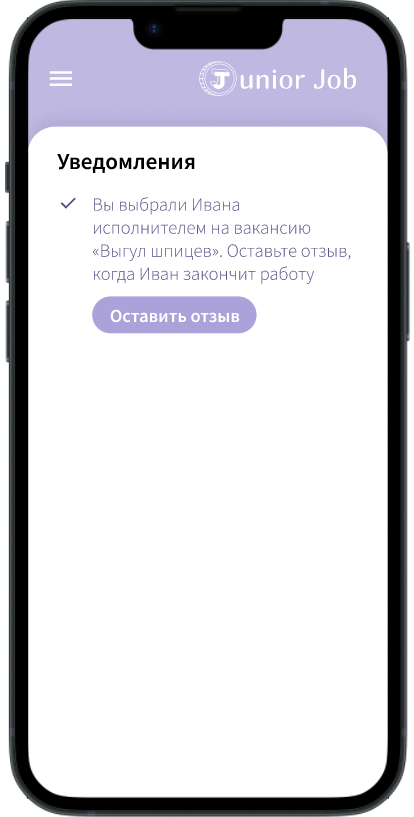 Junior Job
Уведомления
Вы выбрали Ивана
исполнителем на вакансию
«Выгул шпицев». Оставьте отзыв,
когда Иван закончит работу
Оставить отзыв